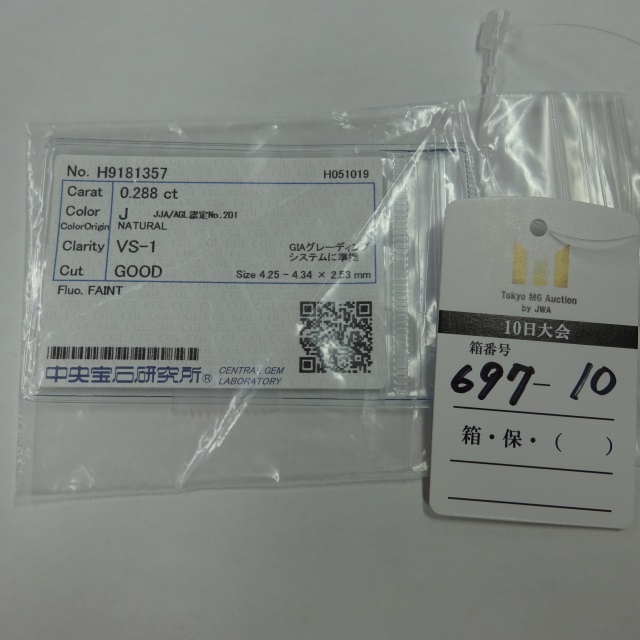 No. H9181357
H051019
Carat 0.288 ct
Color J JJA/AGL認定No.201
ColorOrigin NATURAL
Clarity VS-1
GIAグレーディング
システムに準拠
Cut GOOD
Size 4.25 - 4.34 × 2.53 mm
Fluo. FAINT
中央宝石研究所®
CENTRAL GEM
LABORATORY
Tokyo MG Auction
by JWA
10日大会
箱番号
697-10
箱・保・( )